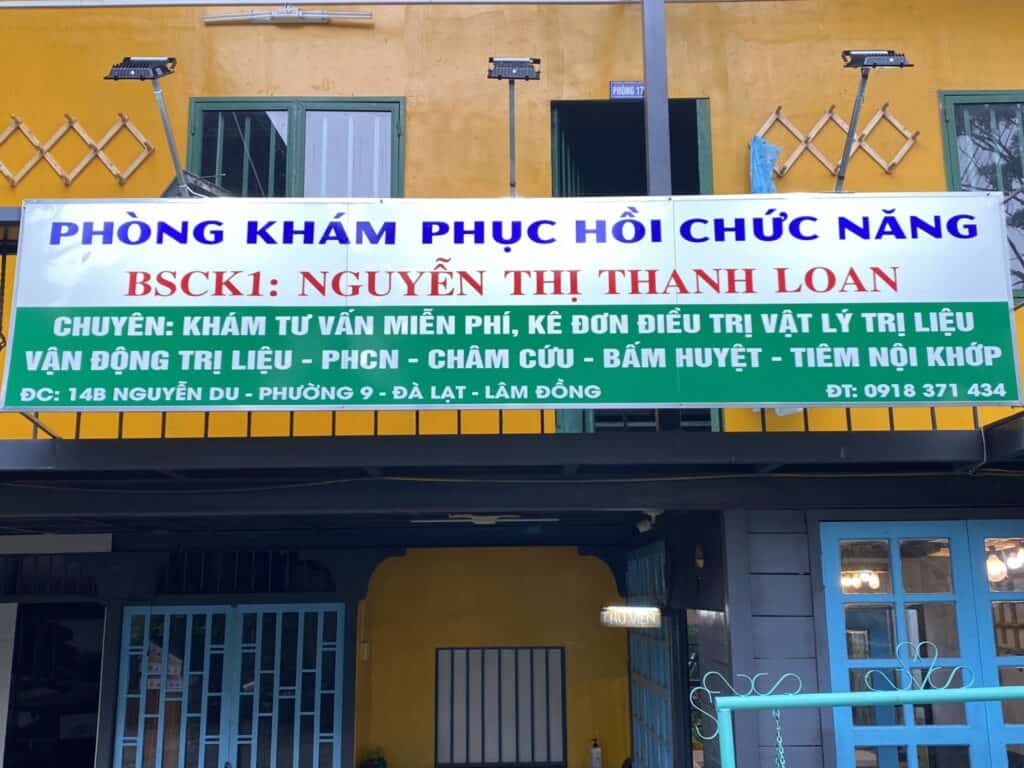 PHÒNG 17
PHÒNG KHÁM PHỤC HỒI CHỨC NĂNG
BSCK1: NGUYỄN THỊ THANH LOAN
CHUYÊN: KHÁM TƯ VẤN MIỄN PHÍ, KÊ ĐƠN ĐIỀU TRỊ VẬT LÝ TRỊ LIỆU
VẬN ĐỘNG TRỊ LIỆU - PHCN - CHÂM CỨU - BẤM HUYỆT - TIÊM NỘI KHỚP
ĐC: 14B NGUYỄN DU - PHƯỜNG 9 - ĐÀ LẠT - LÂM ĐỒNG ĐT: 0918 371 434
THƯ VIỆN